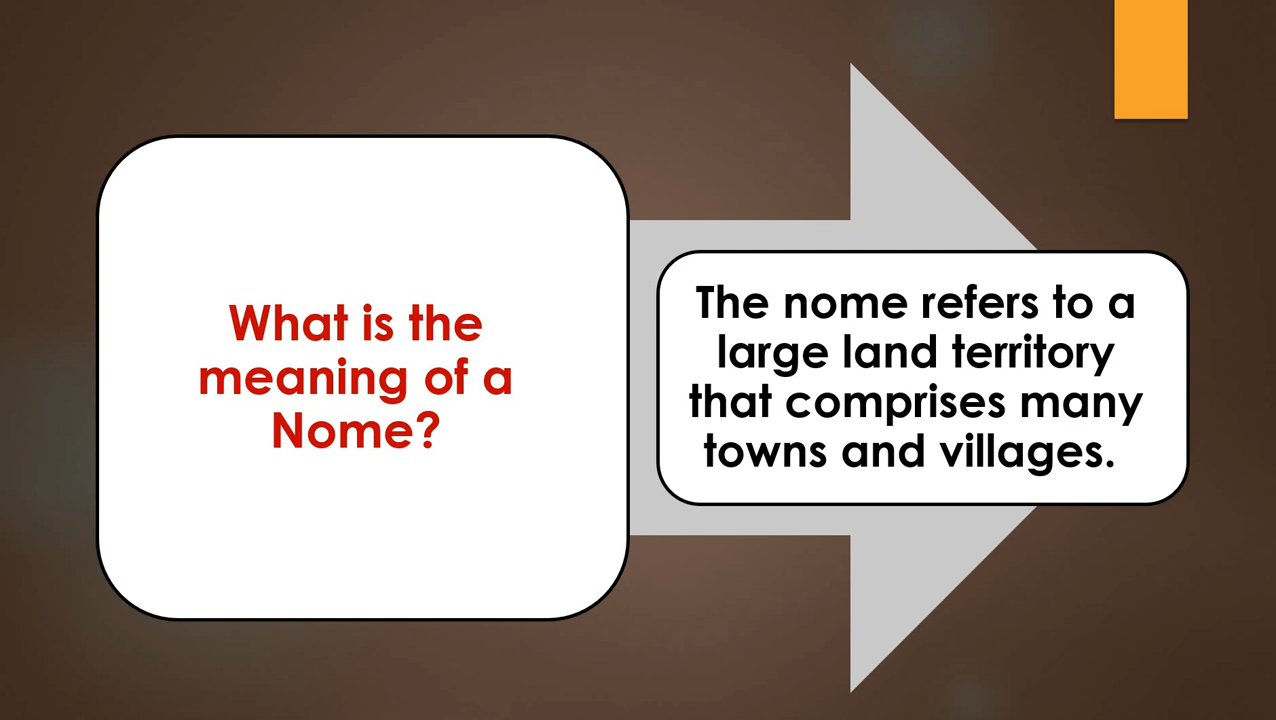 What is the
meaning of a
Nome?
The nome refers to a
large land territory
that comprises many
towns and villages.